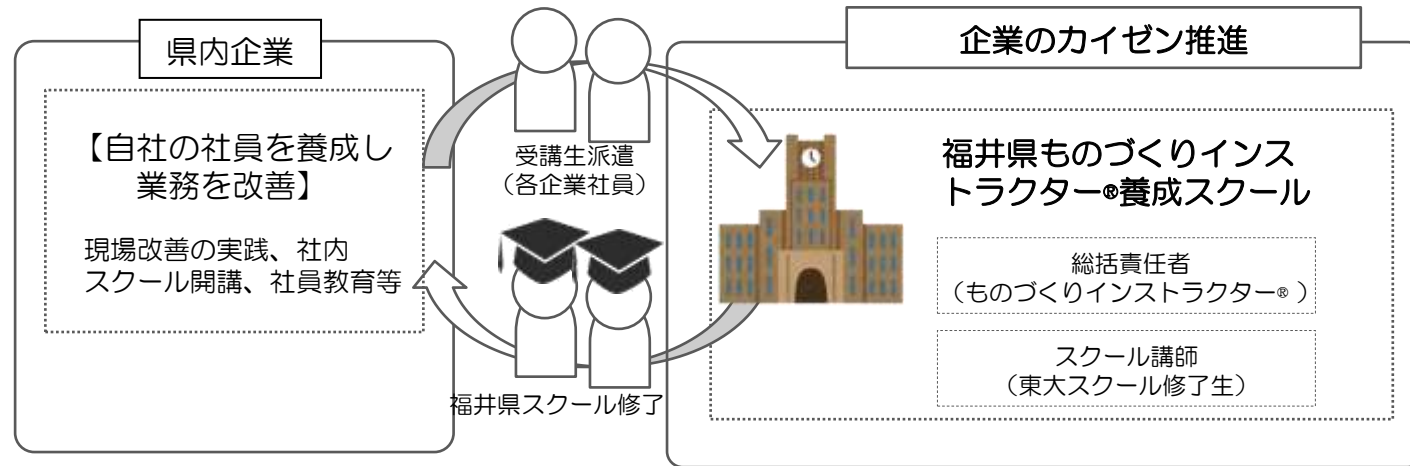 県内企業
【自社の社員を養成し
業務を改善】
現場改善の実践、社内
スクール開講、社員教育等
受講生派遣
（各企業社員）
福井県スクール修了
企業のカイゼン推進
福井県ものづくりインス
トラクター®養成スクール
総括責任者
（ものづくりインストラクター® ）
スクール講師
（東大スクール修了生）